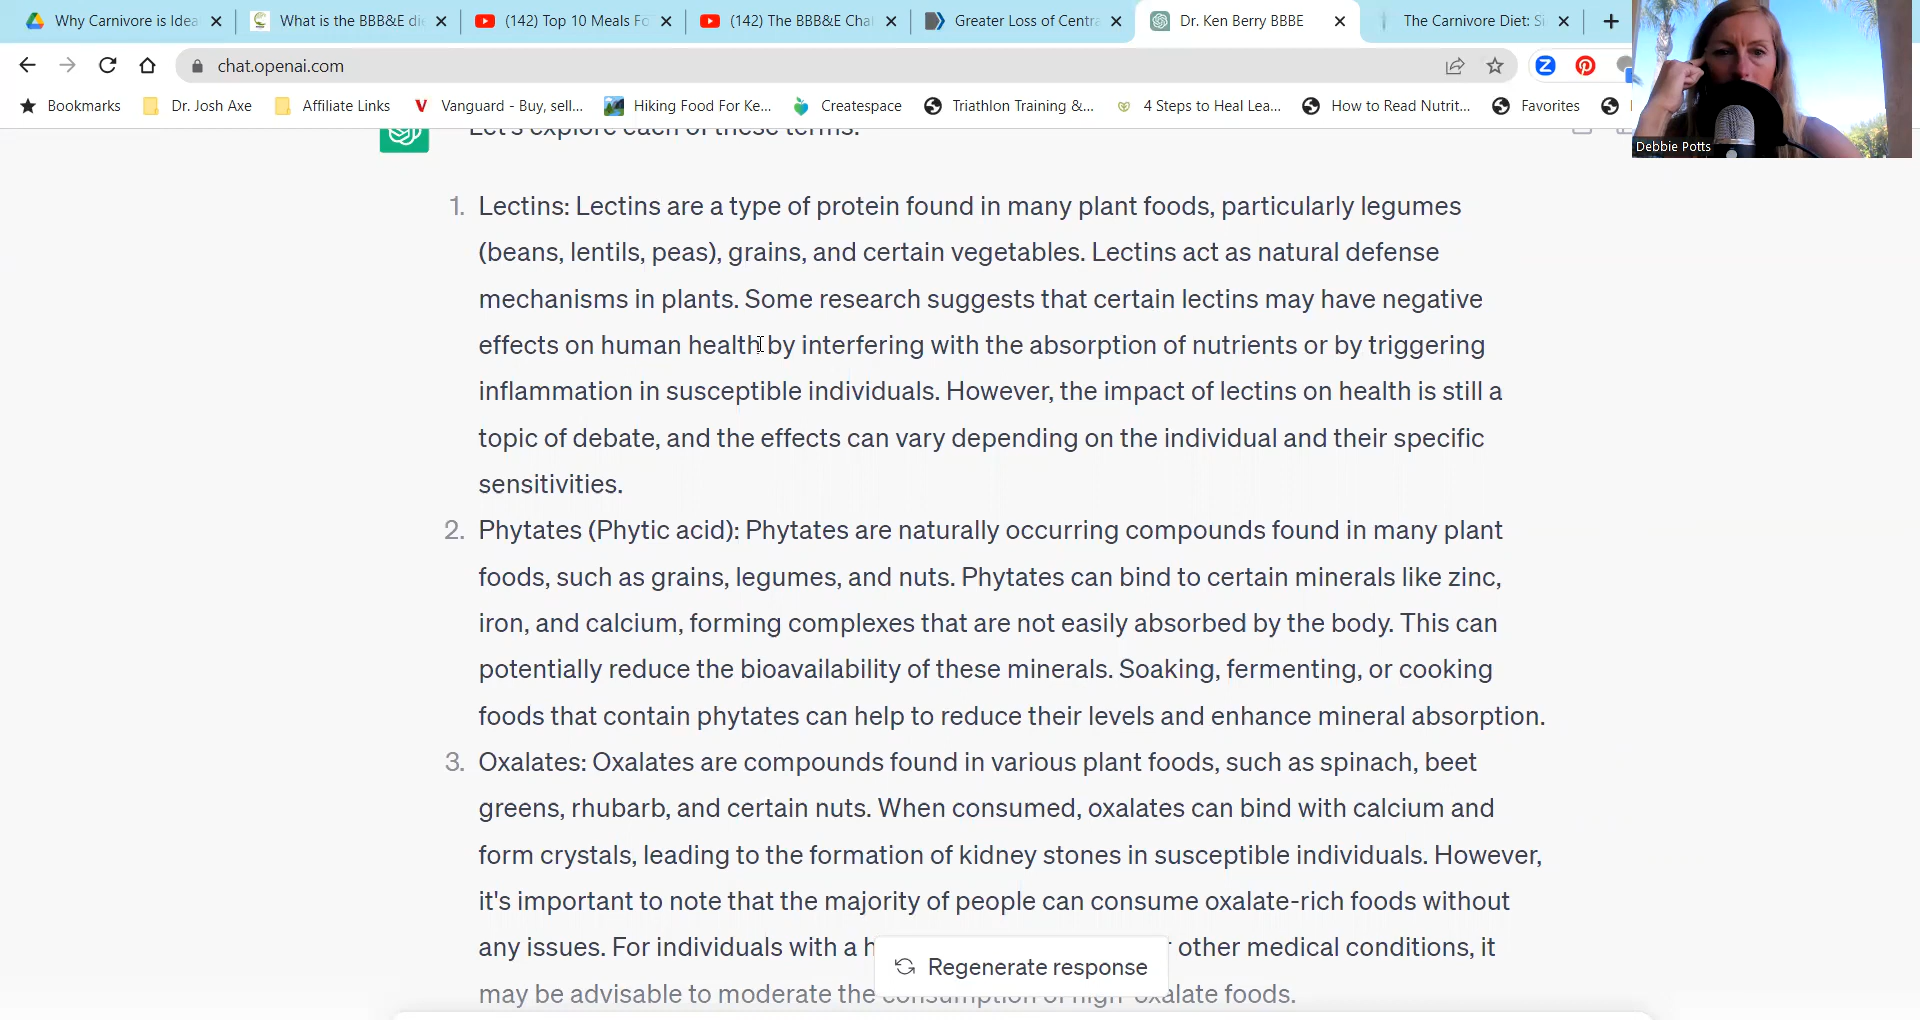 Why Carnivore is Idea
What is the BBB&E di
(142) Top 10 Meals Fo
(142) The BBB&E Cha
Greater Loss of Centra
Dr. Ken Berry BBBE
The Carnivore Diet: Si
chat.openai.com
Bookmarks
Dr. Josh Axe
Affiliate Links
Vanguard - Buy, sell...
Hiking Food For Ke...
Createspace
Triathlon Training &...
4 Steps to Heal Lea...
How to Read Nutrit...
Favorites
Debbie Potts
Let's explore each of these terms:
1. Lectins: Lectins are a type of protein found in many plant foods, particularly legumes
(beans, lentils, peas), grains, and certain vegetables. Lectins act as natural defense
mechanisms in plants. Some research suggests that certain lectins may have negative
effects on human health by interfering with the absorption of nutrients or by triggering
inflammation in susceptible individuals. However, the impact of lectins on health is still a
topic of debate, and the effects can vary depending on the individual and their specific
sensitivities.
2. Phytates (Phytic acid): Phytates are naturally occurring compounds found in many plant
foods, such as grains, legumes, and nuts. Phytates can bind to certain minerals like zinc,
iron, and calcium, forming complexes that are not easily absorbed by the body. This can
potentially reduce the bioavailability of these minerals. Soaking, fermenting, or cooking
foods that contain phytates can help to reduce their levels and enhance mineral absorption.
3. Oxalates: Oxalates are compounds found in various plant foods, such as spinach, beet
greens, rhubarb, and certain nuts. When consumed, oxalates can bind with calcium and
form crystals, leading to the formation of kidney stones in susceptible individuals. However,
it's important to note that the majority of people can consume oxalate-rich foods without
any issues. For individuals with a h
other medical conditions, it
Regenerate response
may be advisable to moderate the consumption of high-oxalate foods.